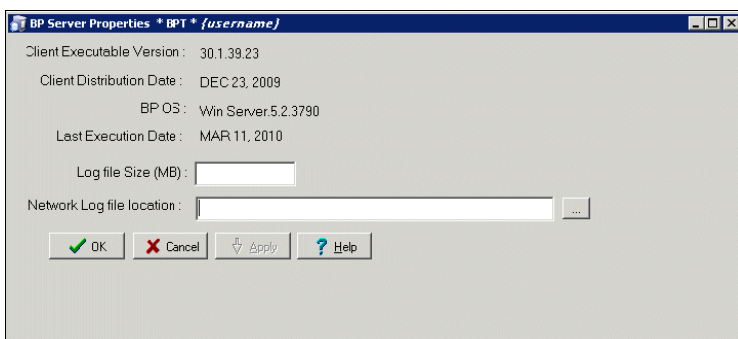 BP Server Properties * BPT * {username}
Client Executable Version : 30.1.39.23
Client Distribution Date : DEC 23, 2009
BP OS : Win Server.5.2.3790
Last Execution Date : MAR 11, 2010
Log file Size (MB) :
Network Log file location : ...
OK Cancel Apply ? Help